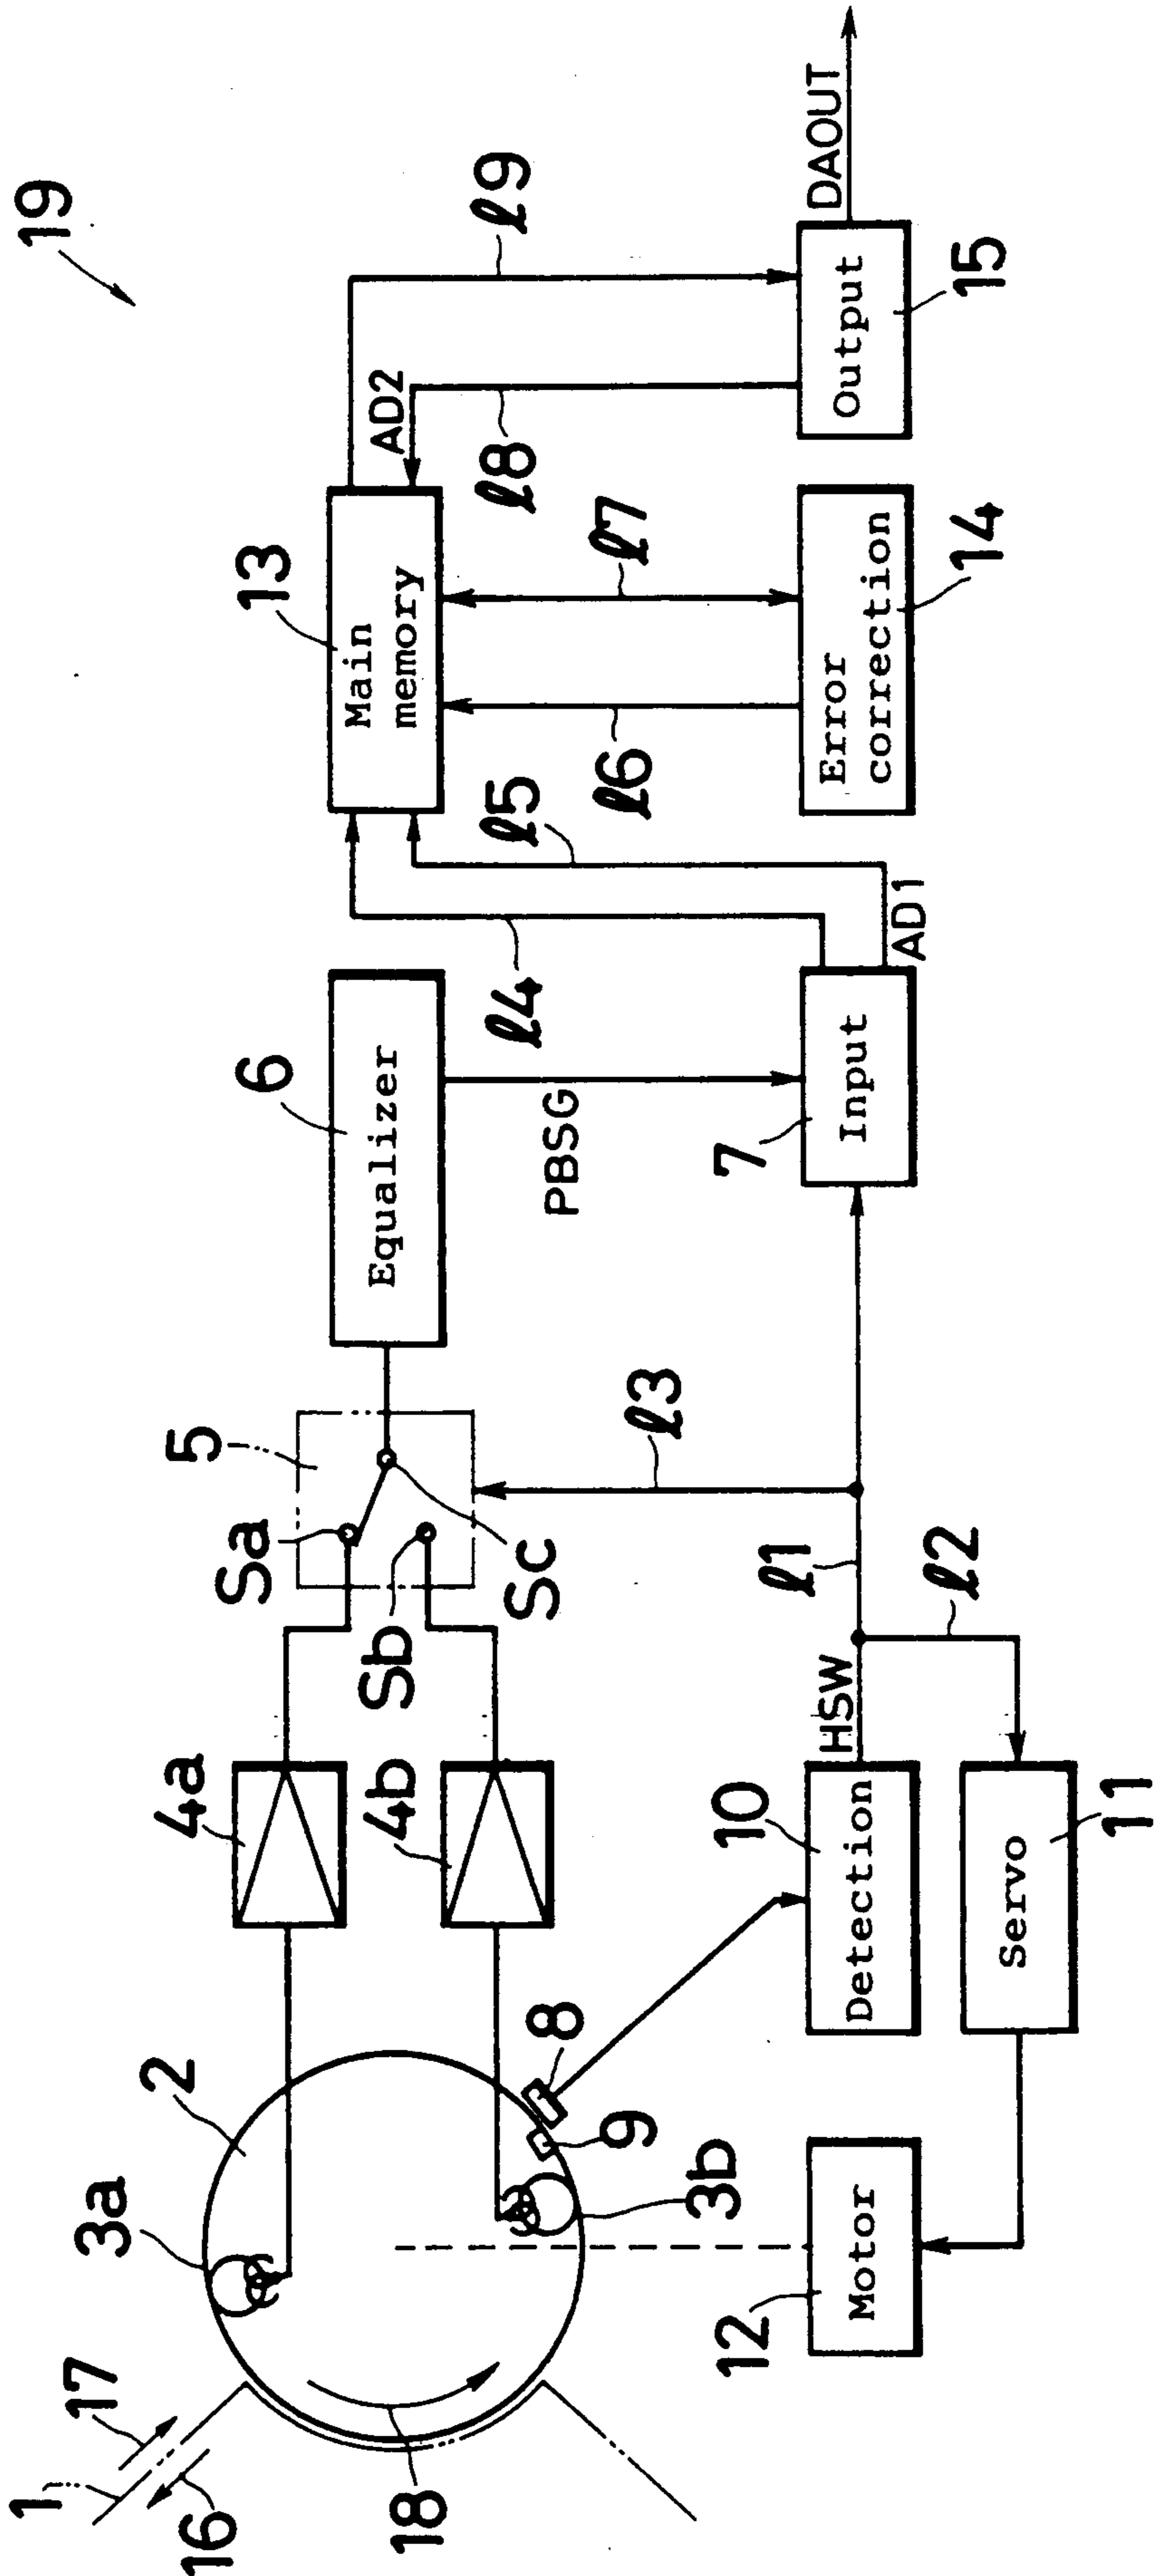 19
17
1
16
18
3a
2
3b
9
8
4a
4b
Sa
Sb
Sc
5
6
Equalizer
PBSG
13
Main
memory
AD2
ℓ9
ℓ8
ℓ7
ℓ6
ℓ5
ℓ4
AD1
7
Input
Error
correction
14
Output
15
DAOUT
ℓ3
ℓ1
ℓ2
HSW
10
Detection
Servo
11
12
Motor